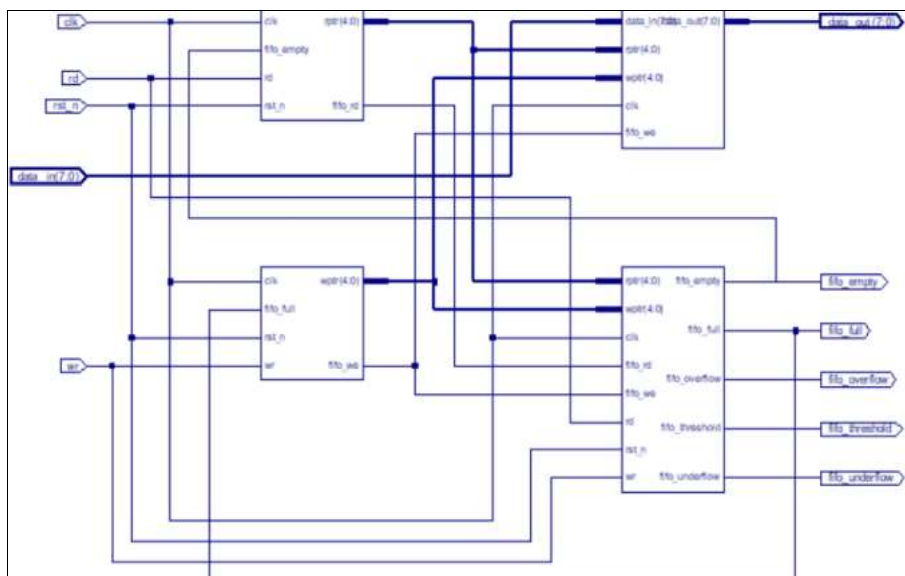 clk
rd
rst_n
data_in(7:0)
wr
clk
fifo_empty
rd
rst_n
rptr(4:0)
fifo_rd
data_in(7:0)
data_out(7:0)
rptr(4:0)
wptr(4:0)
clk
fifo_we
data_out(7:0)
clk
fifo_full
rst_n
wr
wptr(4:0)
fifo_we
rptr(4:0)
wptr(4:0)
clk
fifo_rd
fifo_we
rd
rst_n
wr
fifo_empty
fifo_full
fifo_overflow
fifo_threshold
fifo_underflow
fifo_empty
fifo_full
fifo_overflow
fifo_threshold
fifo_underflow